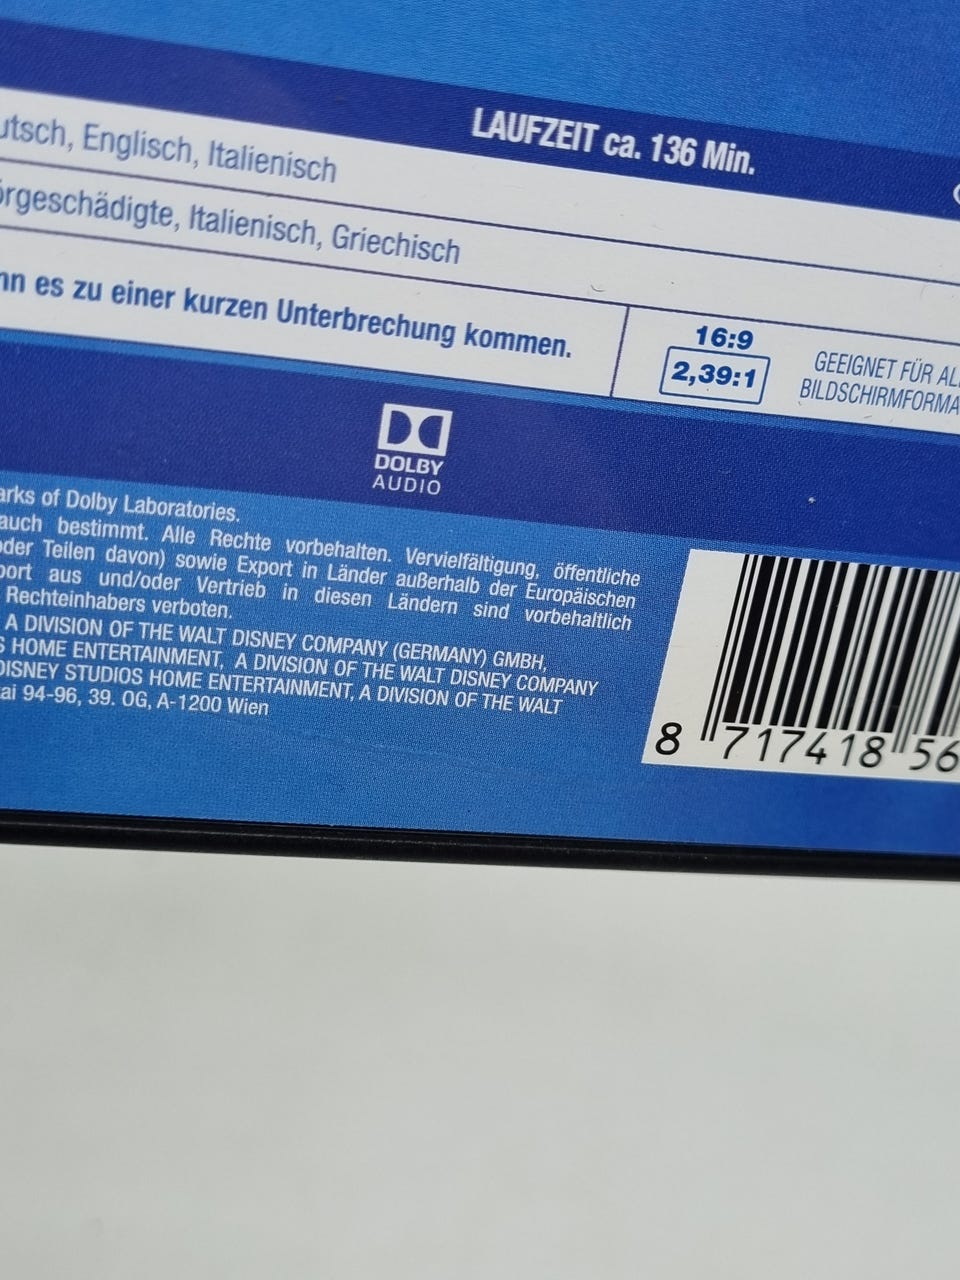 LAUFZEIT ca. 136 Min.
utsch, Englisch, Italienisch
örgeschädigte, Italienisch, Griechisch
nn es zu einer kurzen Unterbrechung kommen.
16:9
2,39:1
GEEIGNET FÜR AL
BILDSCHIRMFORMA
DOLBY
AUDIO
arks of Dolby Laboratories.
auch bestimmt. Alle Rechte vorbehalten. Vervielfältigung, öffentliche
oder Teilen davon) sowie Export in Länder außerhalb der Europäischen
port aus und/oder Vertrieb in diesen Ländern sind vorbehaltlich
Rechteinhabers verboten.
A DIVISION OF THE WALT DISNEY COMPANY (GERMANY) GMBH,
S HOME ENTERTAINMENT, A DIVISION OF THE WALT DISNEY COMPANY
DISNEY STUDIOS HOME ENTERTAINMENT, A DIVISION OF THE WALT
ai 94-96, 39. OG, A-1200 Wien
8 717418 56